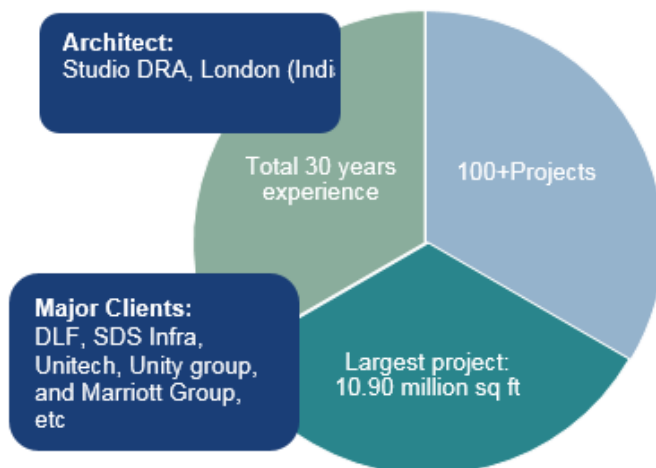 Architect:
Studio DRA, London (Indi
Total 30 years
experience
100+Projects
Major Clients:
DLF, SDS Infra,
Unitech, Unity group,
and Marriott Group,
etc
Largest project:
10.90 million sq ft